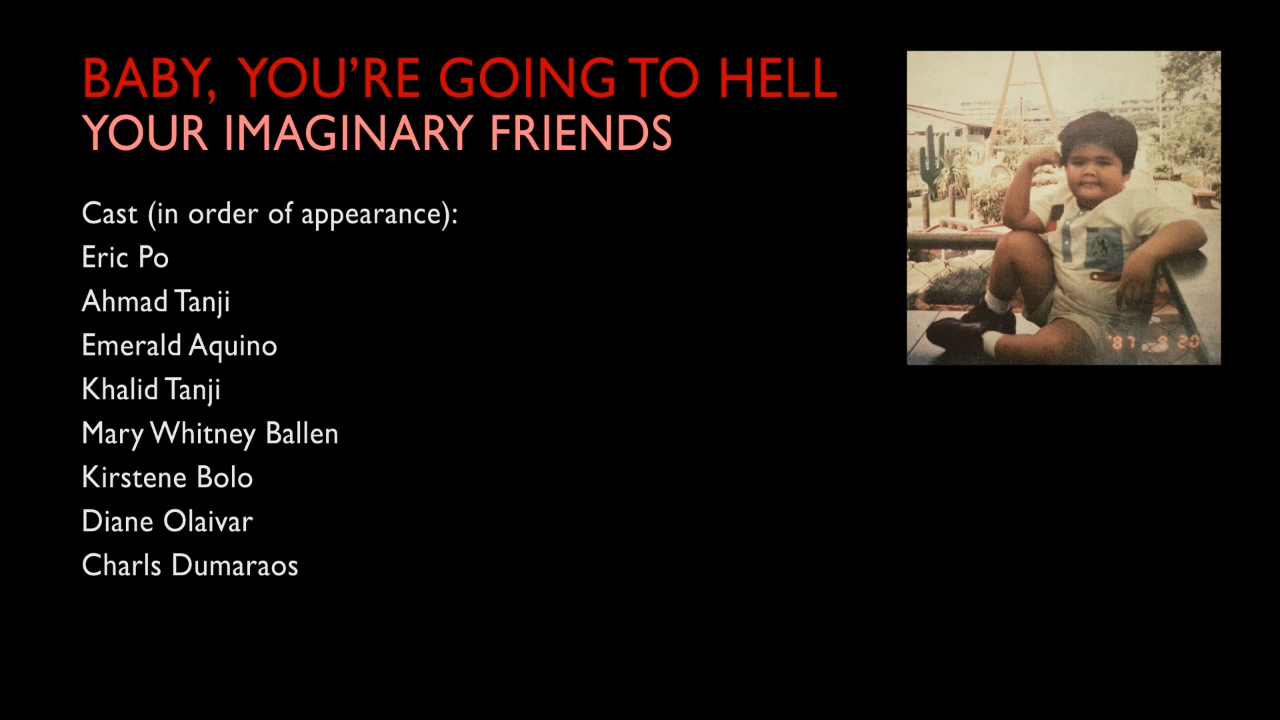 BABY, YOU'RE GOING TO HELL
YOUR IMAGINARY FRIENDS
Cast (in order of appearance):
Eric Po
Ahmad Tanji
Emerald Aquino
Khalid Tanji
Mary Whitney Ballen
Kirstene Bolo
Diane Olaivar
Charls Dumaraos
'87 9 20